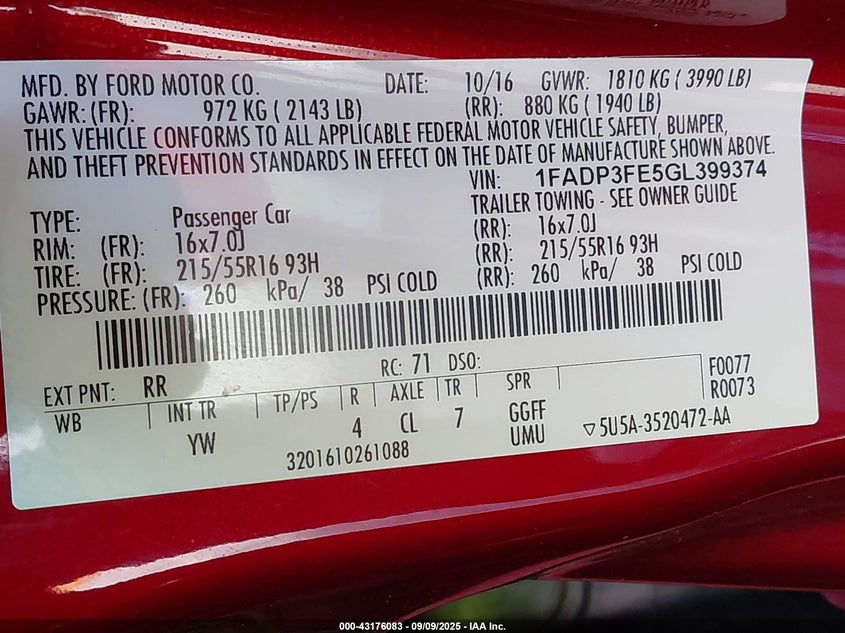 MFD. BY FORD MOTOR CO. DATE: 10/16 GVWR: 1810 KG ( 3990 LB)
GAWR: (FR): 972 KG ( 2143 LB) (RR): 880 KG ( 1940 LB)
THIS VEHICLE CONFORMS TO ALL APPLICABLE FEDERAL MOTOR VEHICLE SAFETY, BUMPER,
AND THEFT PREVENTION STANDARDS IN EFFECT ON THE DATE OF MANUFACTURE SHOWN ABOVE.
VIN: 1FADP3FE5GL399374
TRAILER TOWING - SEE OWNER GUIDE
TYPE: Passenger Car
RIM: (FR): 16x7.0J (RR): 16x7.0J
TIRE: (FR): 215/55R16 93H (RR): 215/55R16 93H
PRESSURE: (FR): 260 kPa/ 38 PSI COLD (RR): 260 kPa/ 38 PSI COLD
EXT PNT: RR RC: 71 DSO: F0077
WB INT TR TP/PS R AXLE TR SPR R0073
YW 4 CL 7 GGFF
UMU ▽5U5A-3520472-AA
3201610261088
000-43176083 - 09/09/2025 - IAA Inc.